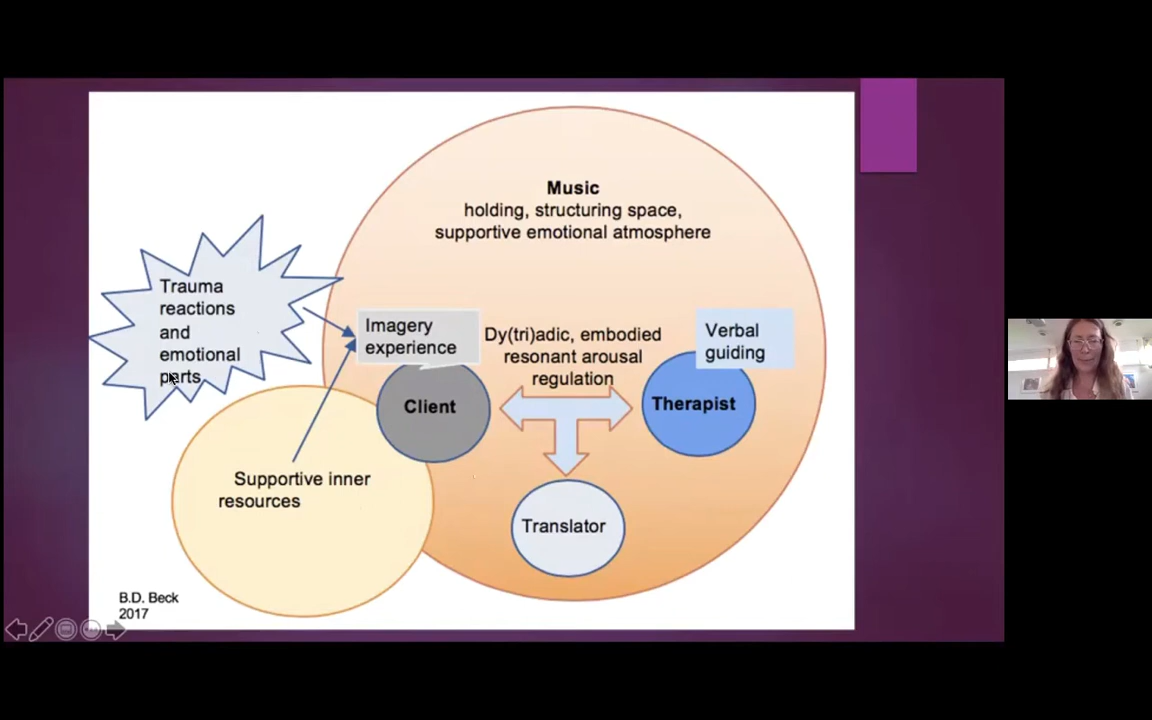 Music
holding, structuring space,
supportive emotional atmosphere
Trauma
reactions
and
emotional
parts
Imagery
experience
Dy(tri)adic, embodied
resonant arousal
regulation
Verbal
guiding
Client
Therapist
Supportive inner
resources
Translator
B.D. Beck
2017